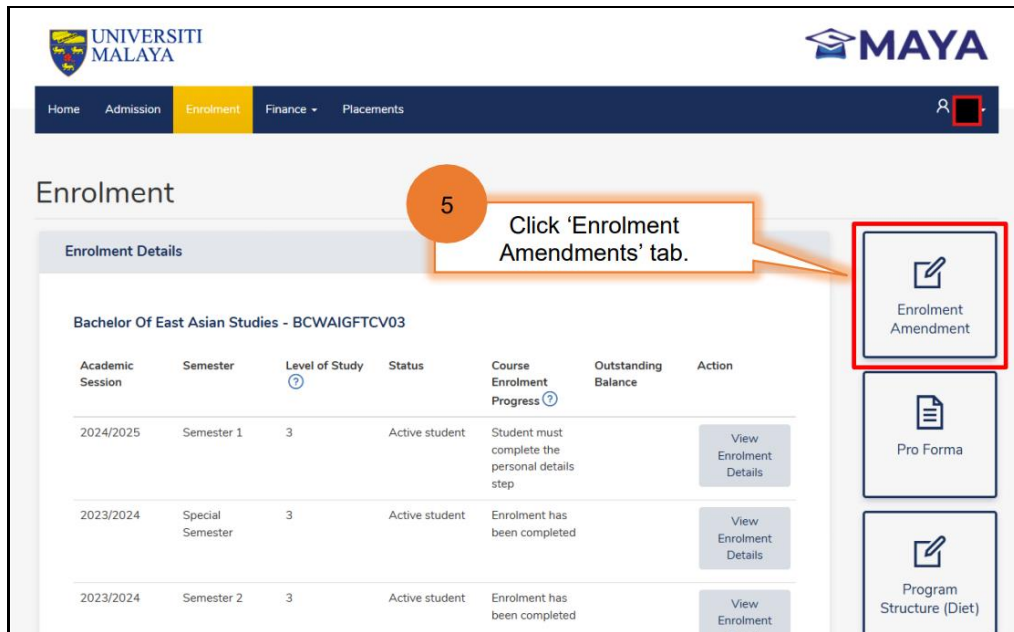 UNIVERSITI
MALAYA
MAYA
Home Admission Enrolment Finance Placements
Enrolment
5
Click ‘Enrolment
Amendments’ tab.
Enrolment Details
Enrolment
Amendment
Bachelor Of East Asian Studies - BCWAIGFTCV03
Academic
Session
Semester
Level of Study
?
Status
Course
Enrolment
Progress ?
Outstanding
Balance
Action
2024/2025
Semester 1
3
Active student
Student must
complete the
personal details
step
View
Enrolment
Details
Pro Forma
2023/2024
Special
Semester
3
Active student
Enrolment has
been completed
View
Enrolment
Details
2023/2024
Semester 2
3
Active student
Enrolment has
been completed
View
Enrolment
Program
Structure (Diet)